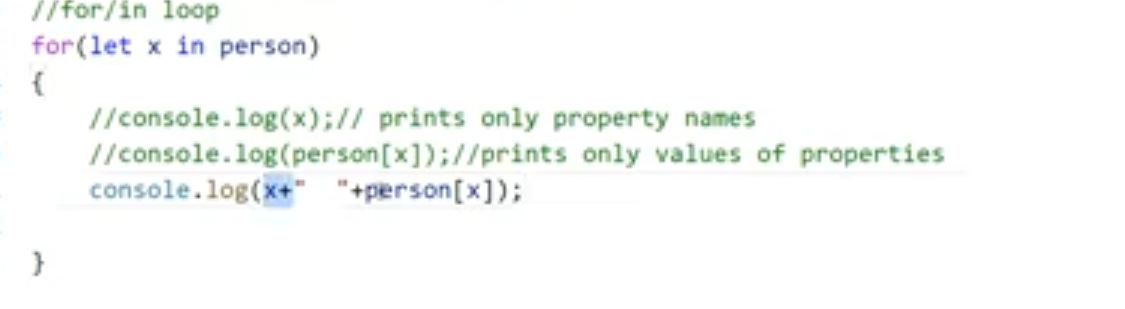 //for/in loop
for(let x in person)
{
//console.log(x);// prints only property names
//console.log(person[x]);//prints only values of properties
console.log(x+"  "+person[x]);
}